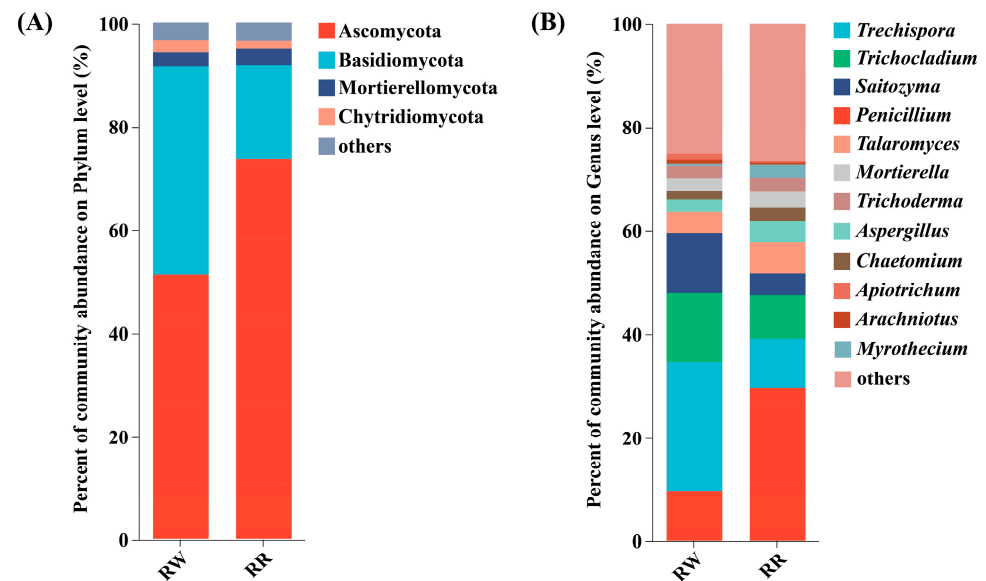 (A)
Percent of community abundance on Phylum level (%)
100
80
60
40
20
0
RW
RR
Ascomycota
Basidiomycota
Mortierellomycota
Chytridiomycota
others
(B)
Percent of community abundance on Genus level (%)
100
80
60
40
20
0
RW
RR
Trechispora
Trichocladium
Saitozyma
Penicillium
Talaromyces
Mortierella
Trichoderma
Aspergillus
Chaetomium
Apiotrichum
Arachniotus
Myrothecium
others